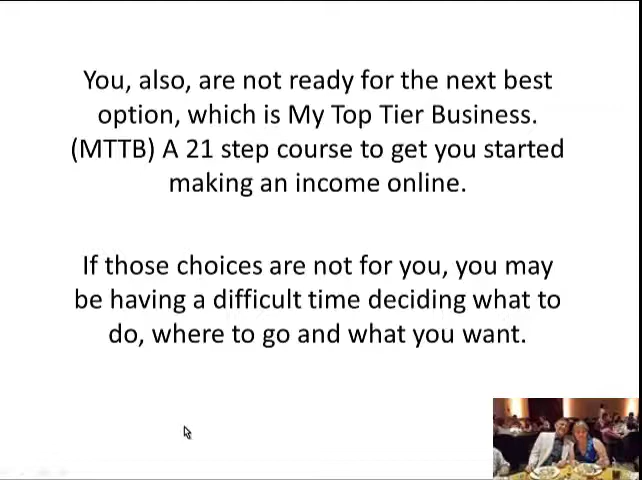 You, also, are not ready for the next best
option, which is My Top Tier Business.
(MTTB) A 21 step course to get you started
making an income online.
If those choices are not for you, you may
be having a difficult time deciding what to
do, where to go and what you want.